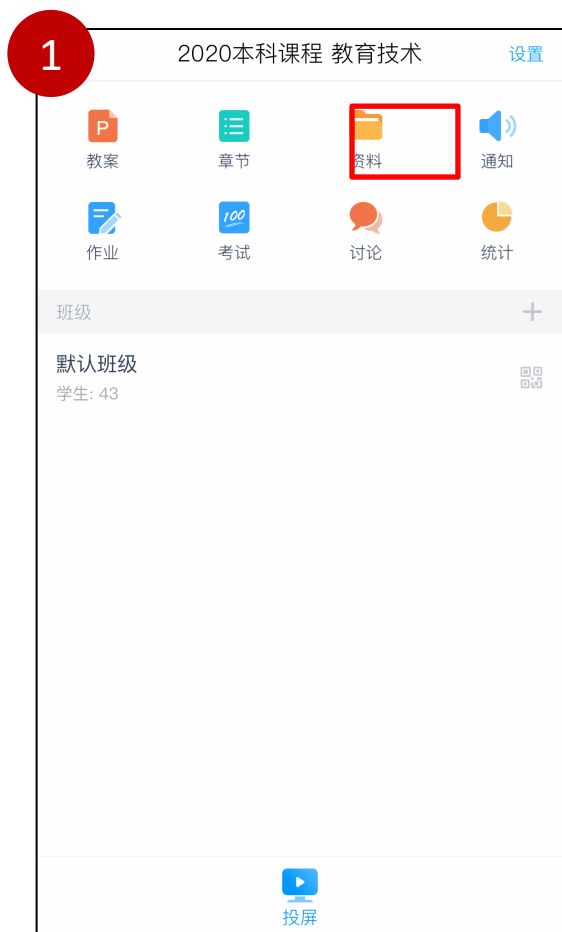 1
2020本科课程 教育技术 设置
P 100
教案 章节 资料 通知
作业 考试 讨论 统计
班级
默认班级
学生: 43
投屏